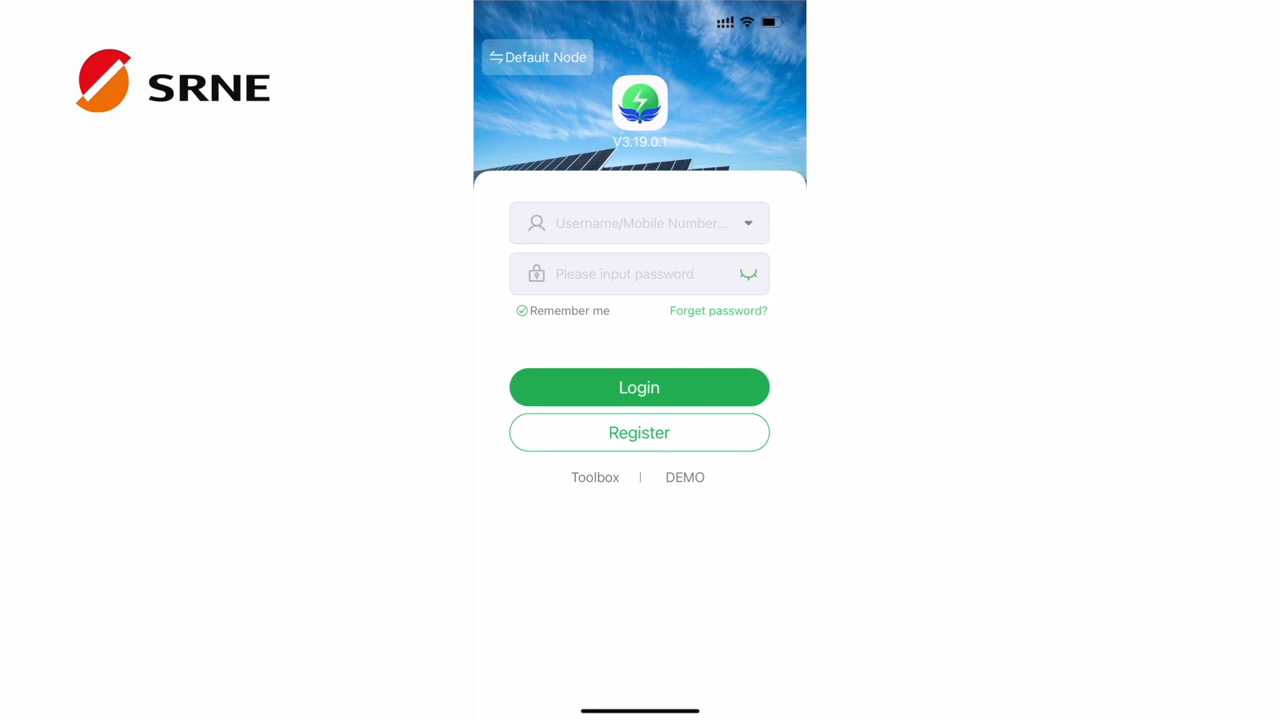 SRNE
Default Node
V3.19.0.1
Username/Mobile Number...
Please input password
Remember me
Forget password?
Login
Register
Toolbox
DEMO